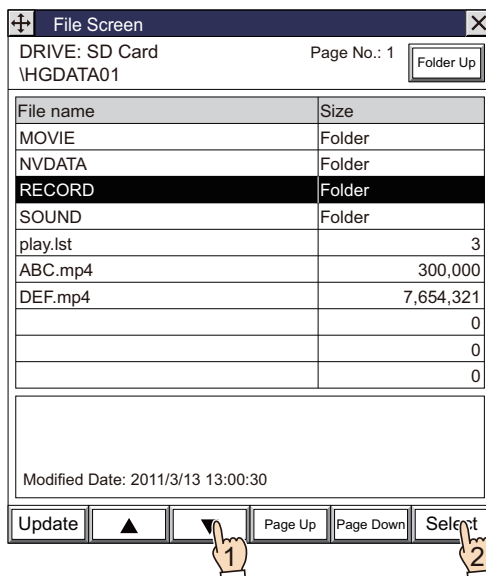 File Screen
DRIVE: SD Card
Page No.: 1
Folder Up
\HGDATA01
File name Size
MOVIE Folder
NVDATA Folder
RECORD Folder
SOUND Folder
play.lst 3
ABC.mp4 300,000
DEF.mp4 7,654,321
0
0
0
Modified Date: 2011/3/13 13:00:30
Update ▲ ▼ Page Up Page Down Select
1 2